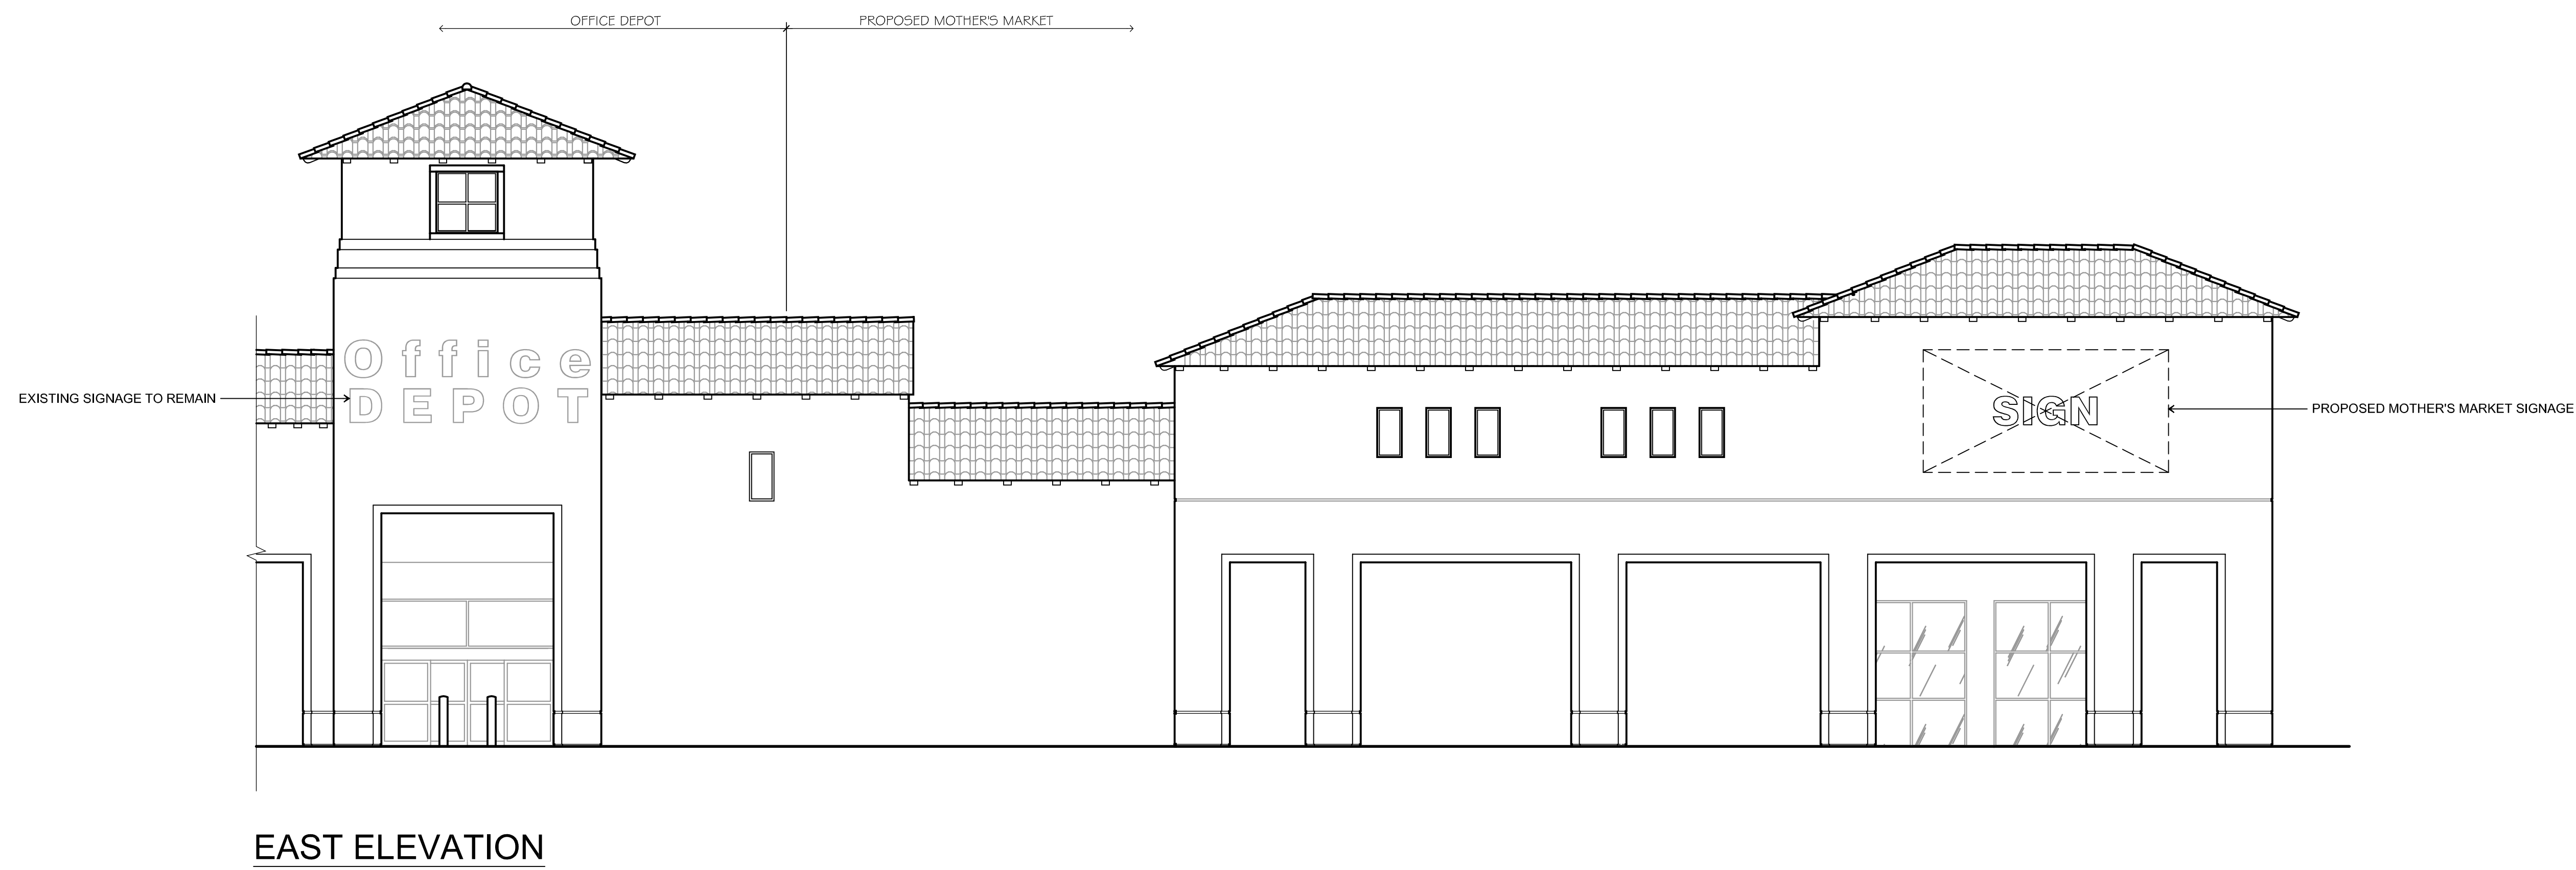 OFFICE DEPOT
PROPOSED MOTHER'S MARKET
Office
DEPOT
EXISTING SIGNAGE TO REMAIN
SIGN
PROPOSED MOTHER'S MARKET SIGNAGE
EAST ELEVATION